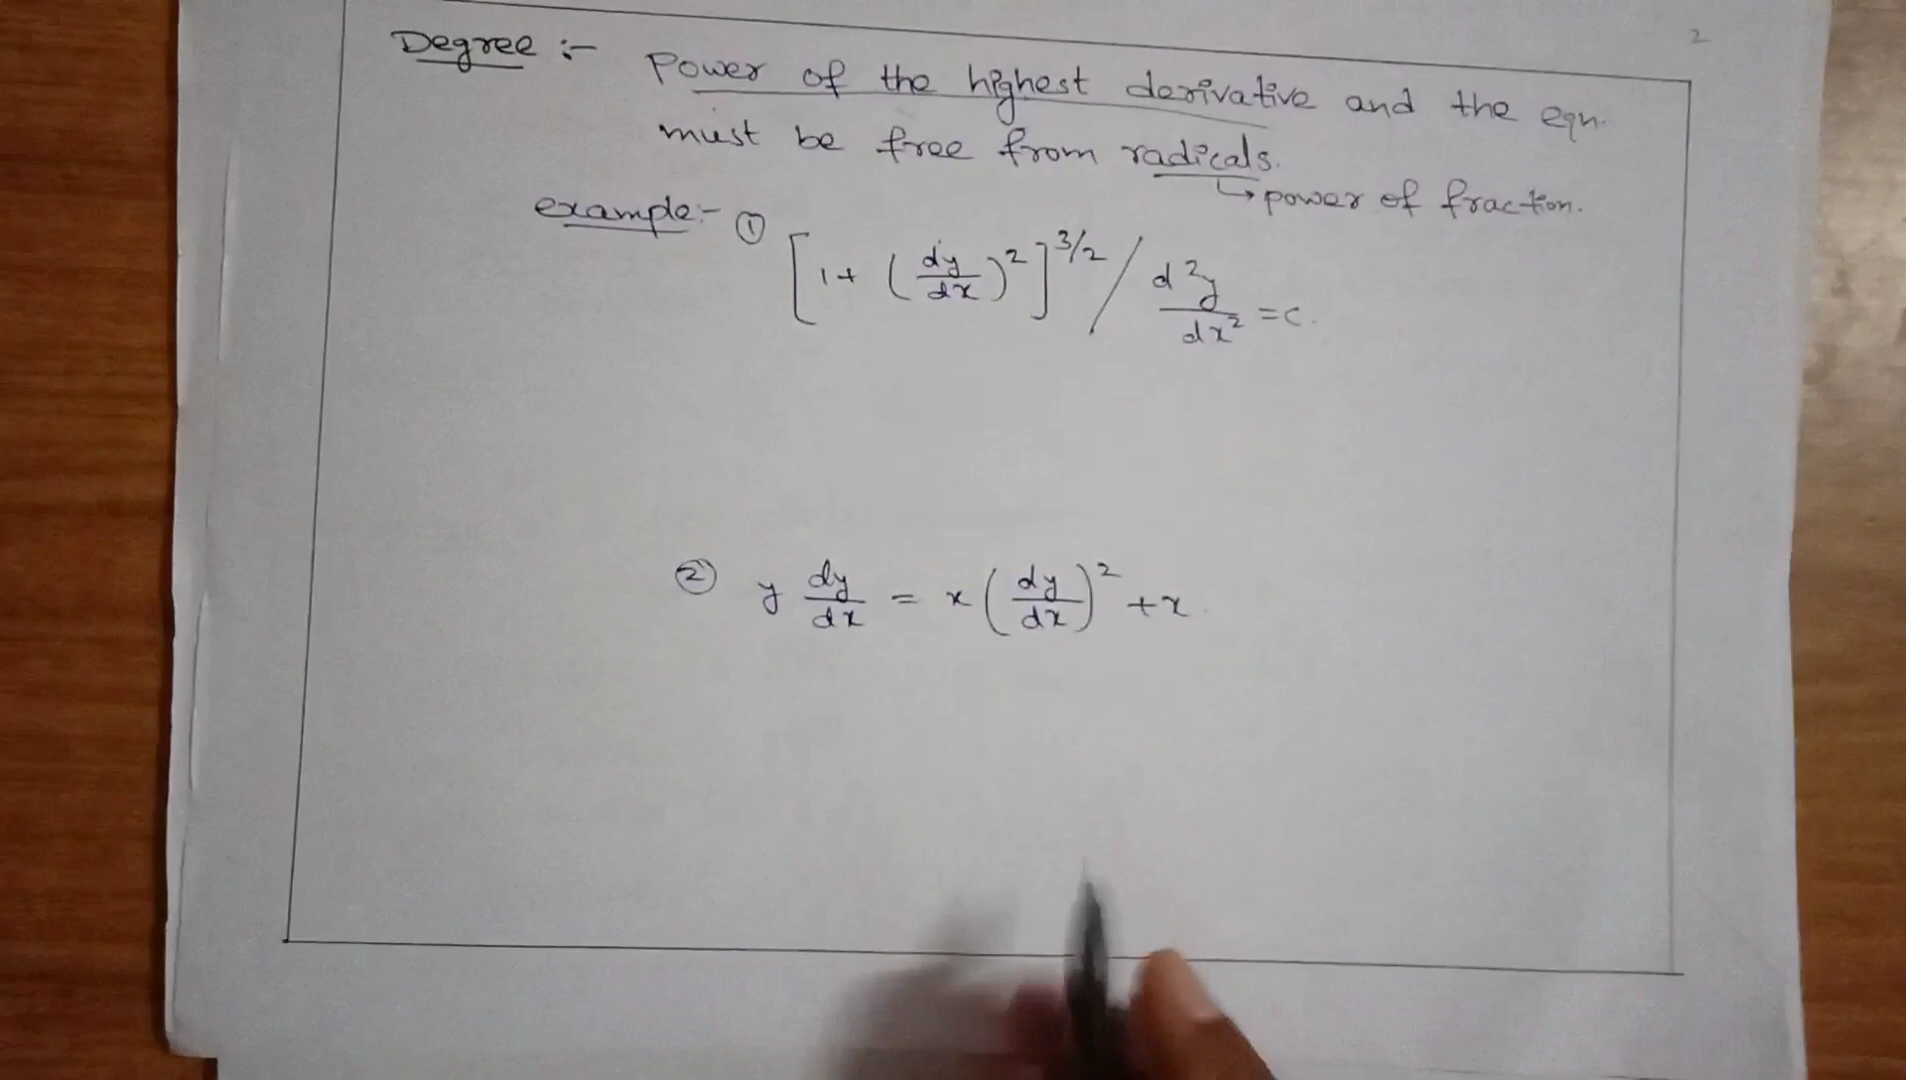 2
Degree :- Power of the highest derivative and the eqn.
must be free from radicals.
↳ power of fraction.
example:- ① [1+ (dy/dx)²]^3/2 / d²y/dx² = c.
② y dy/dx = x (dy/dx)² + x.